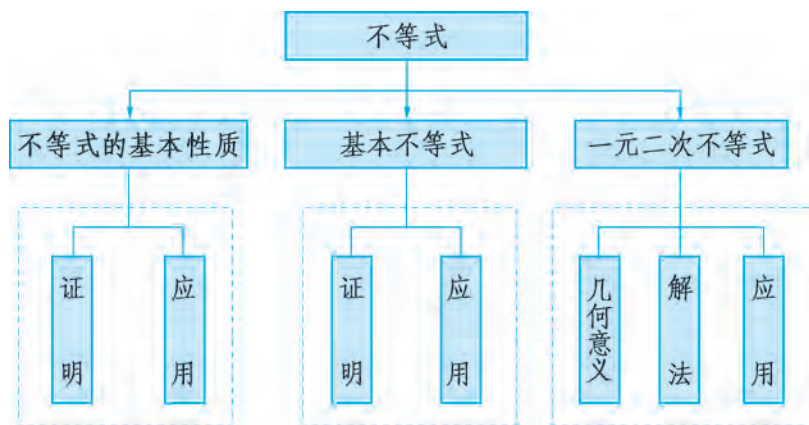 不等式
不等式的基本性质
基本不等式
一元二次不等式
证明
应用
证明
应用
几何意义
解法
应用